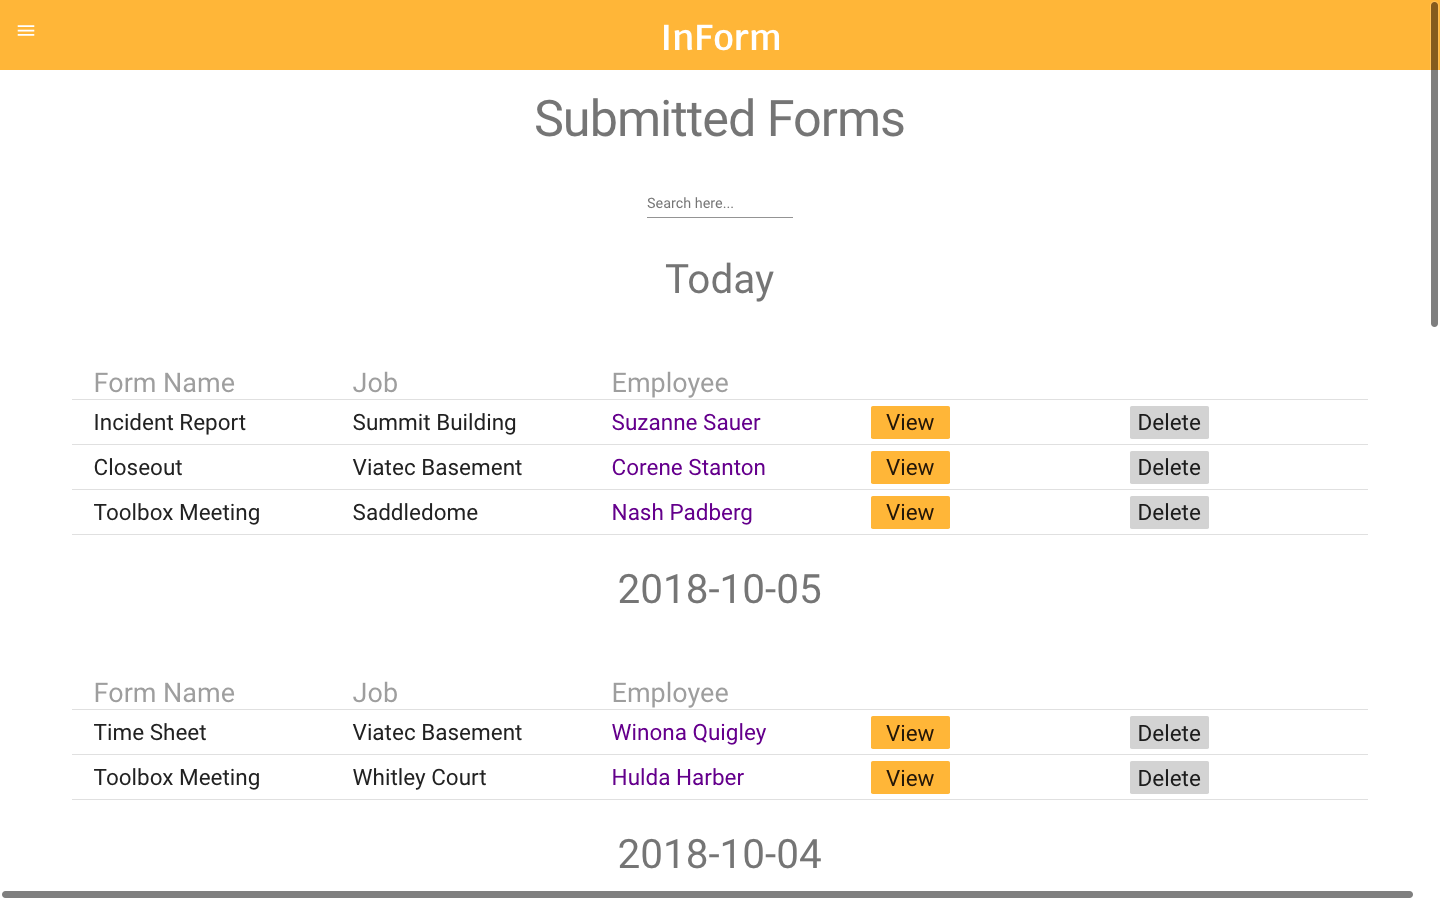 InForm
Submitted Forms
Search here...
Today
Form Name Job Employee
Incident Report Summit Building Suzanne Sauer View Delete
Closeout Viatec Basement Corene Stanton View Delete
Toolbox Meeting Saddledome Nash Padberg View Delete
2018-10-05
Form Name Job Employee
Time Sheet Viatec Basement Winona Quigley View Delete
Toolbox Meeting Whitley Court Hulda Harber View Delete
2018-10-04